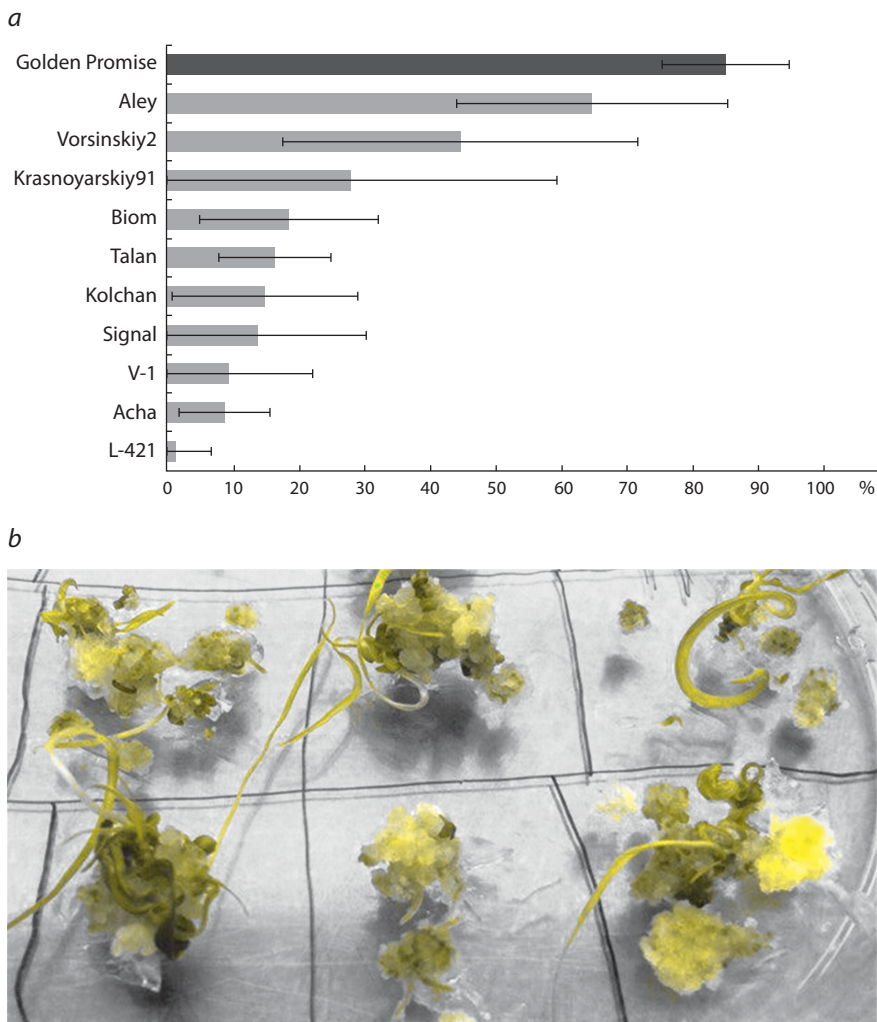 a
Golden Promise
Aley
Vorsinskiy2
Krasnoyarskiy91
Biom
Talan
Kolchan
Signal
V-1
Acha
L-421
0 10 20 30 40 50 60 70 80 90 100 %
b